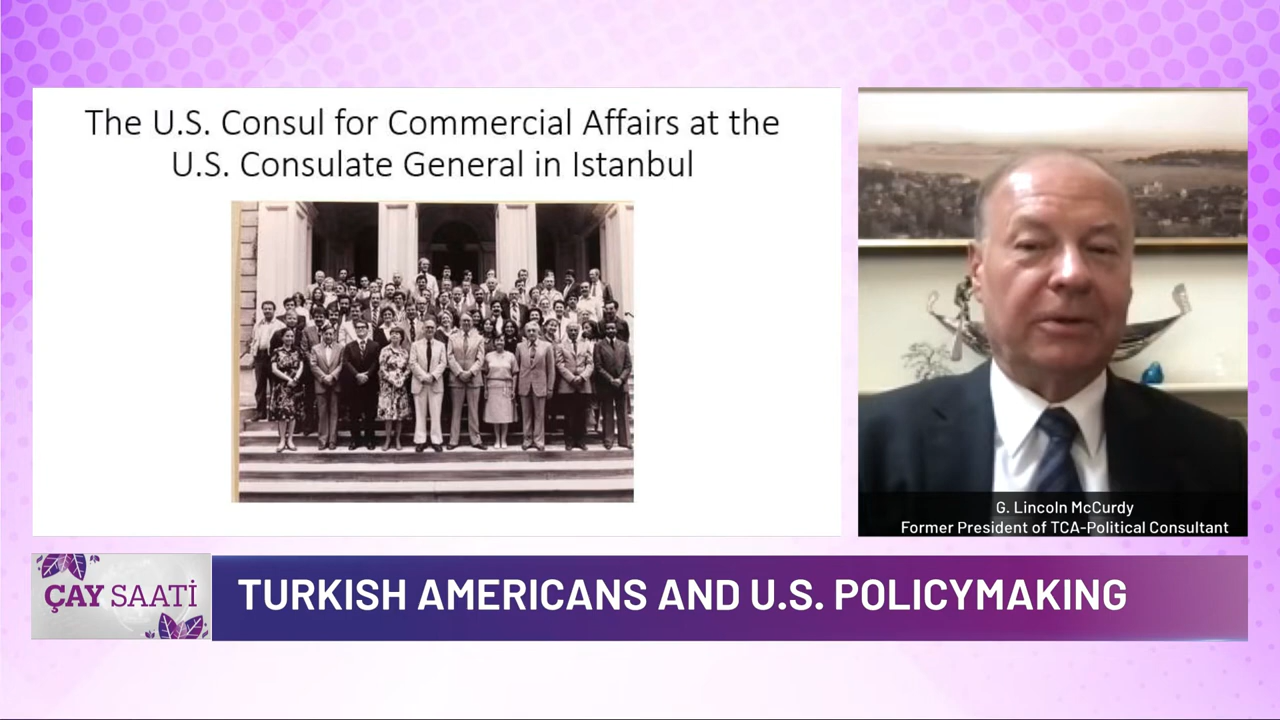 The U.S. Consul for Commercial Affairs at the
U.S. Consulate General in Istanbul
G. Lincoln McCurdy
Former President of TCA-Political Consultant
ÇAY SAATİ
TURKISH AMERICANS AND U.S. POLICYMAKING